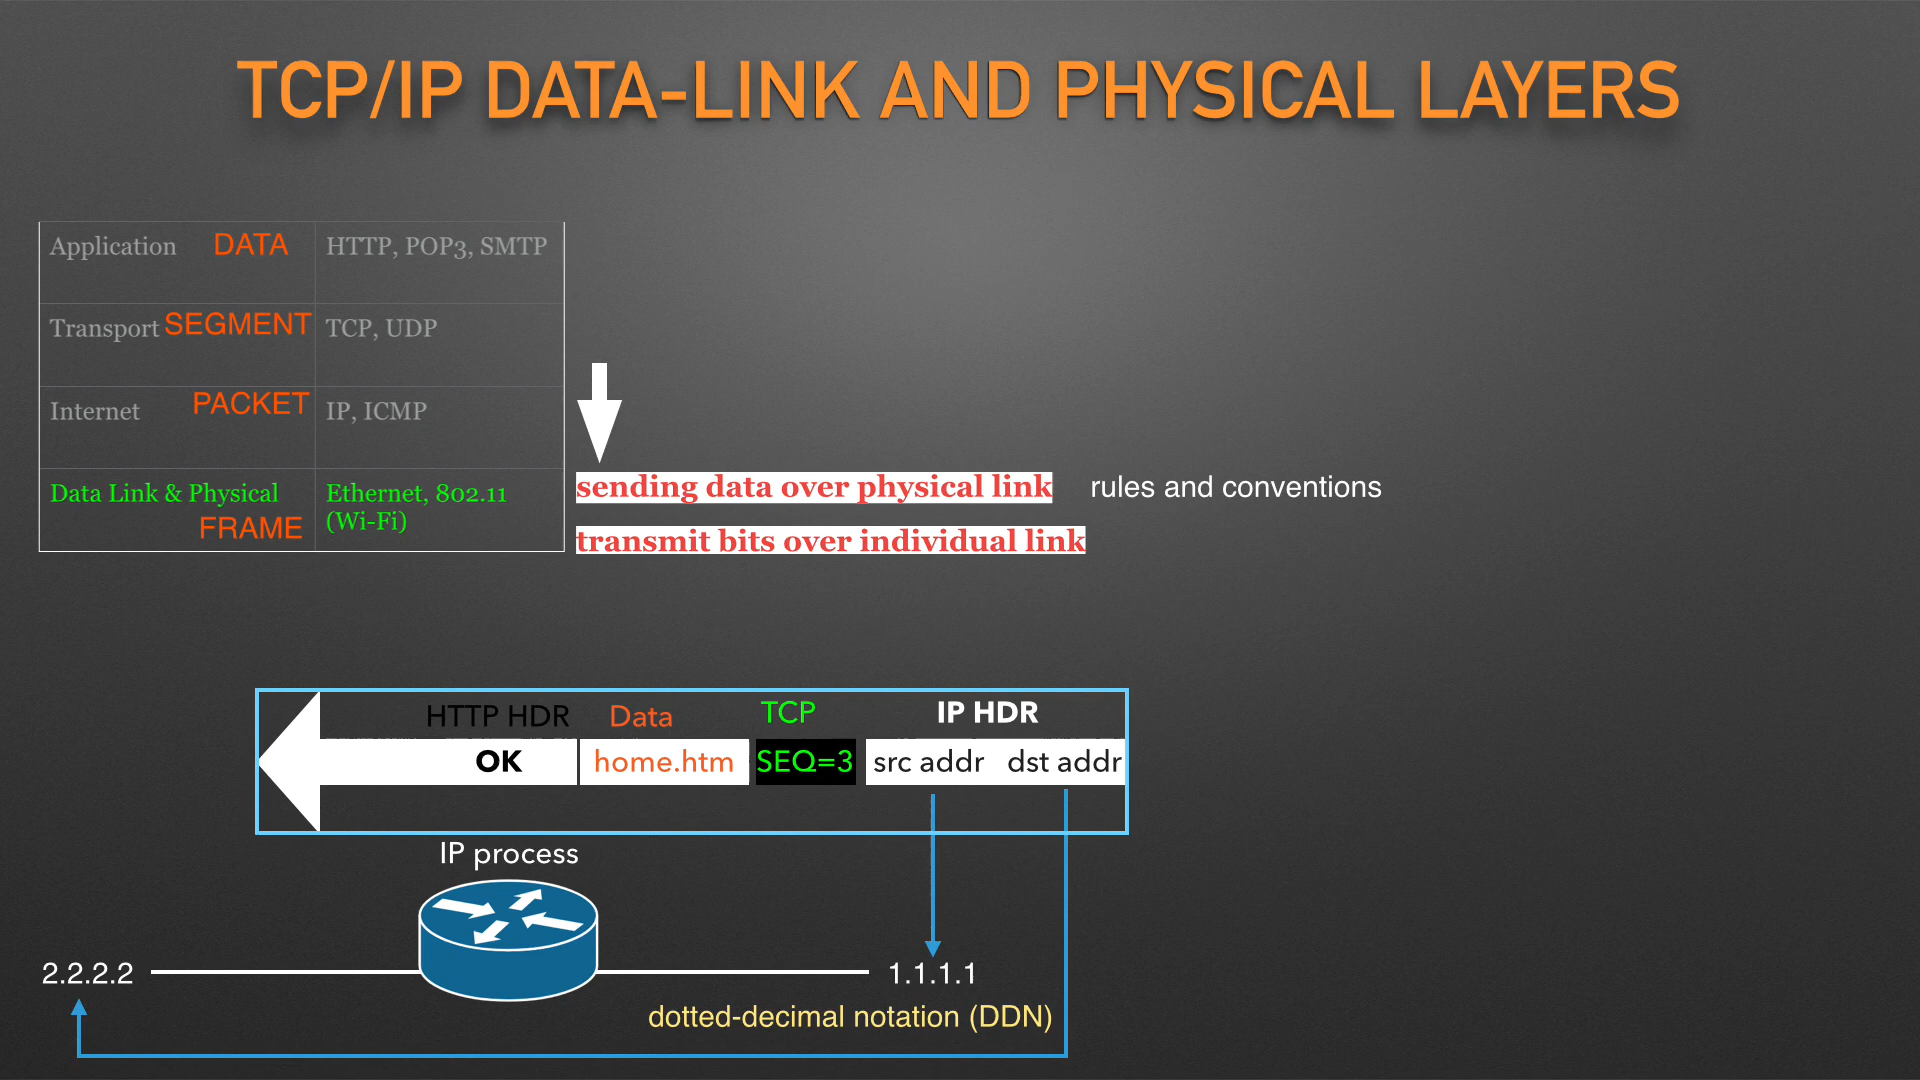 TCP/IP DATA-LINK AND PHYSICAL LAYERS
Application DATA HTTP, POP3, SMTP
Transport SEGMENT TCP, UDP
Internet PACKET IP, ICMP
Data Link & Physical Ethernet, 802.11
FRAME (Wi-Fi)
sending data over physical link rules and conventions
transmit bits over individual link
HTTP HDR Data TCP IP HDR
OK home.htm SEQ=3 src addr dst addr
IP process
2.2.2.2 1.1.1.1
dotted-decimal notation (DDN)